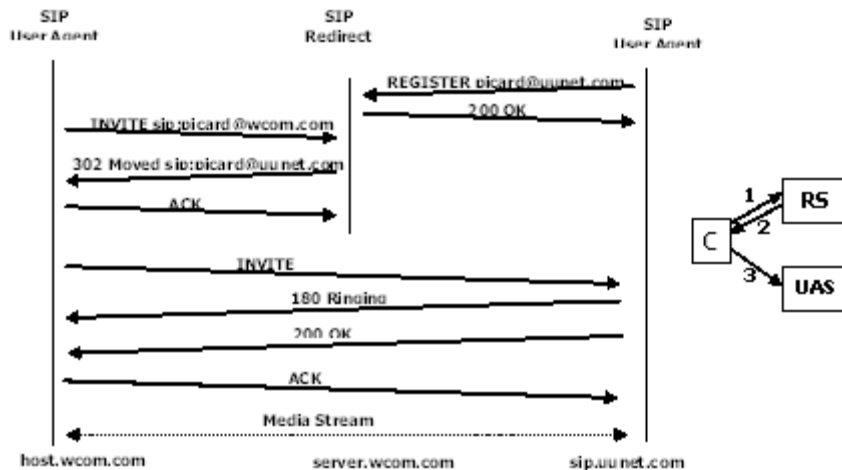 SIP
User Agent
SIP
Redirect
SIP
User Agent
REGISTER picard@uunet.com
200 OK
INVITE sip:picard@wcom.com
302 Moved sip:picard@uunet.com
ACK
1
RS
2
C
INVITE
3
UAS
180 Ringing
200 OK
ACK
Media Stream
host.wcom.com
server.wcom.com
sip.uunet.com